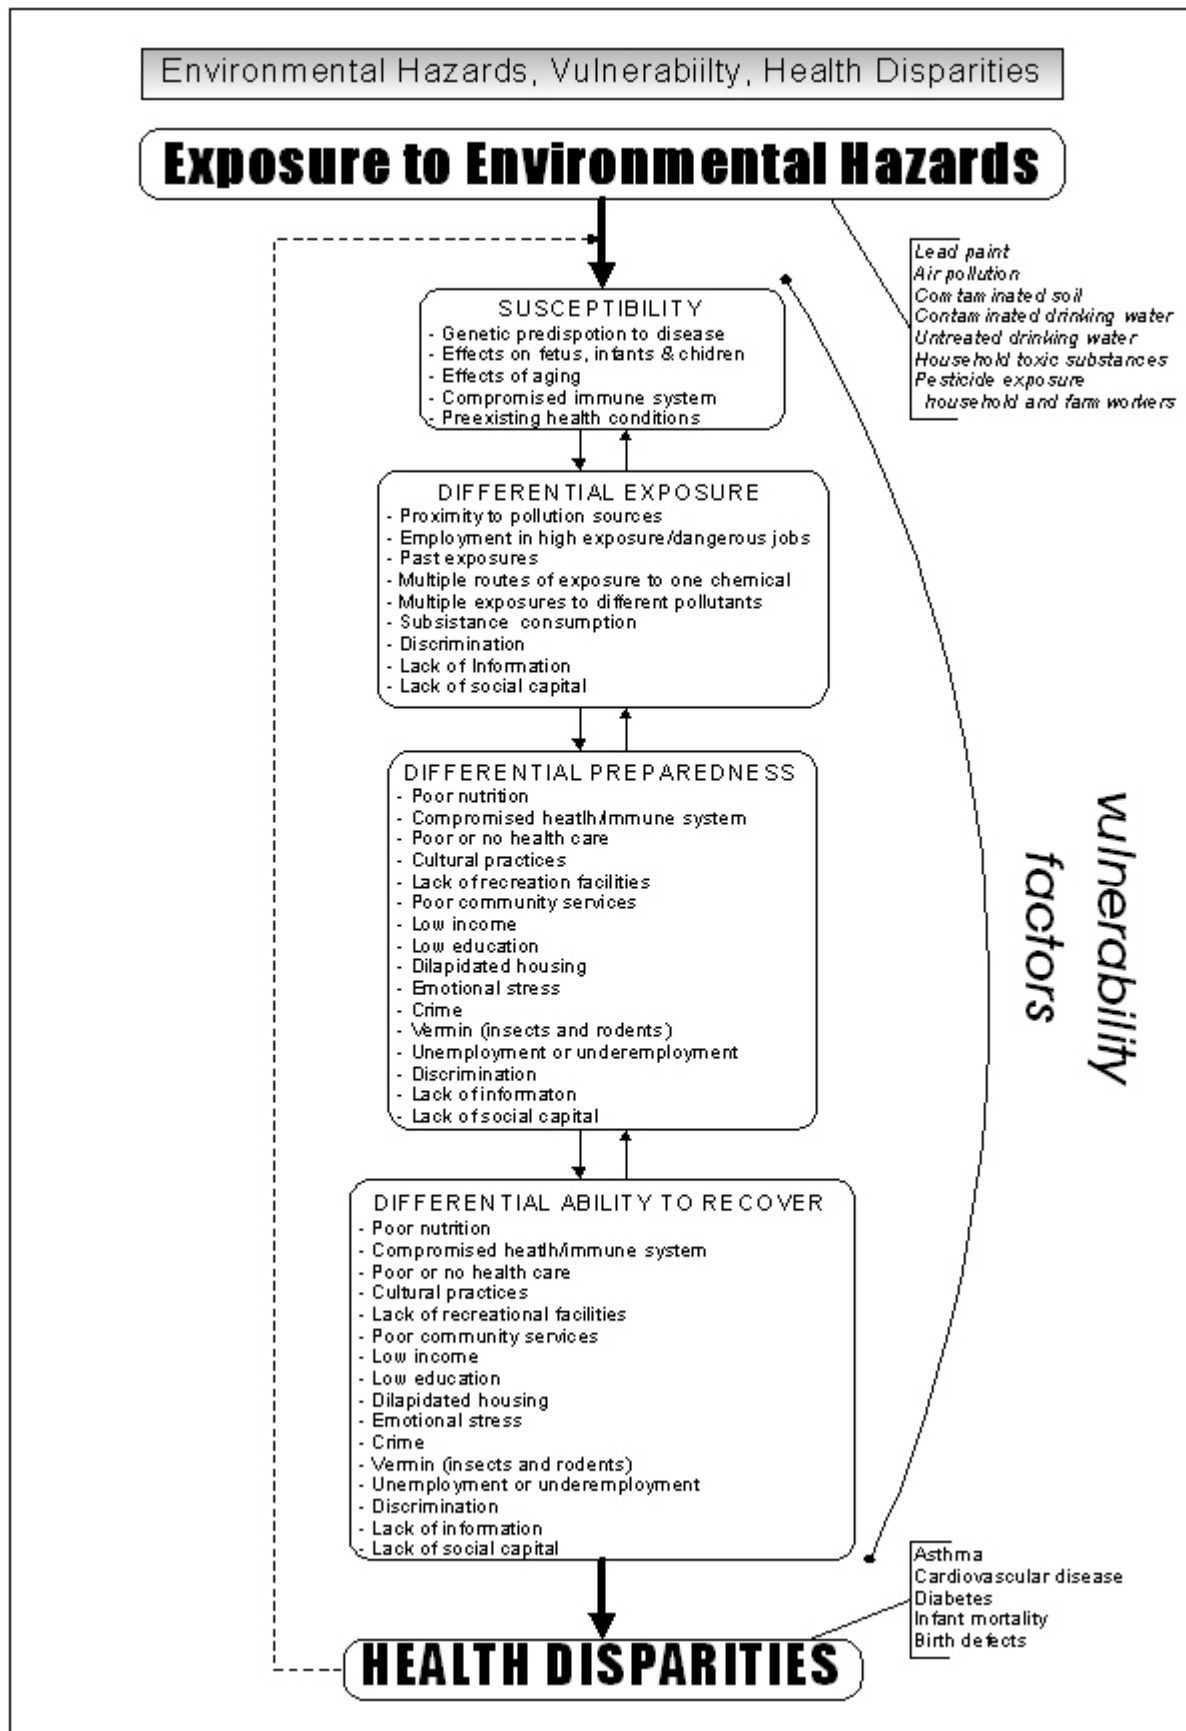 Environmental Hazards, Vulnerabiilty, Health Disparities
Exposure to Environmental Hazards
Lead paint
Air pollution
Comtaminated soil
Contaminated drinking water
Untreated drinking water
Household toxic substances
Pesticide exposure
household and farm workers
SUSCEPTIBILITY
- Genetic predispotion to disease
- Effects on fetus, infants & chidren
- Effects of aging
- Compromised immune system
- Preexisting health conditions
DIFFERENTIAL EXPOSURE
- Proximity to pollution sources
- Employment in high exposure/dangerous jobs
- Past exposures
- Multiple routes of exposure to one chemical
- Multiple exposures to different pollutants
- Subsistance consumption
- Discrimination
- Lack of Information
- Lack of social capital
DIFFERENTIAL PREPAREDNESS
- Poor nutrition
- Compromised heatlh/immune system
- Poor or no health care
- Cultural practices
- Lack of recreation facilities
- Poor community services
- Low income
- Low education
- Dilapidated housing
- Emotional stress
- Crime
- Vermin (insects and rodents)
- Unemployment or underemployment
- Discrimination
- Lack of informaton
- Lack of social capital
vulnerability
factors
DIFFERENTIAL ABILITY TO RECOVER
- Poor nutrition
- Compromised heatlh/immune system
- Poor or no health care
- Cultural practices
- Lack of recreational facilities
- Poor community services
- Low income
- Low education
- Dilapidated housing
- Emotional stress
- Crime
- Vermin (insects and rodents)
- Unemployment or underemployment
- Discrimination
- Lack of information
- Lack of social capital
Asthma
Cardiovascular disease
Diabetes
Infant mortality
Birth defects
HEALTH DISPARITIES